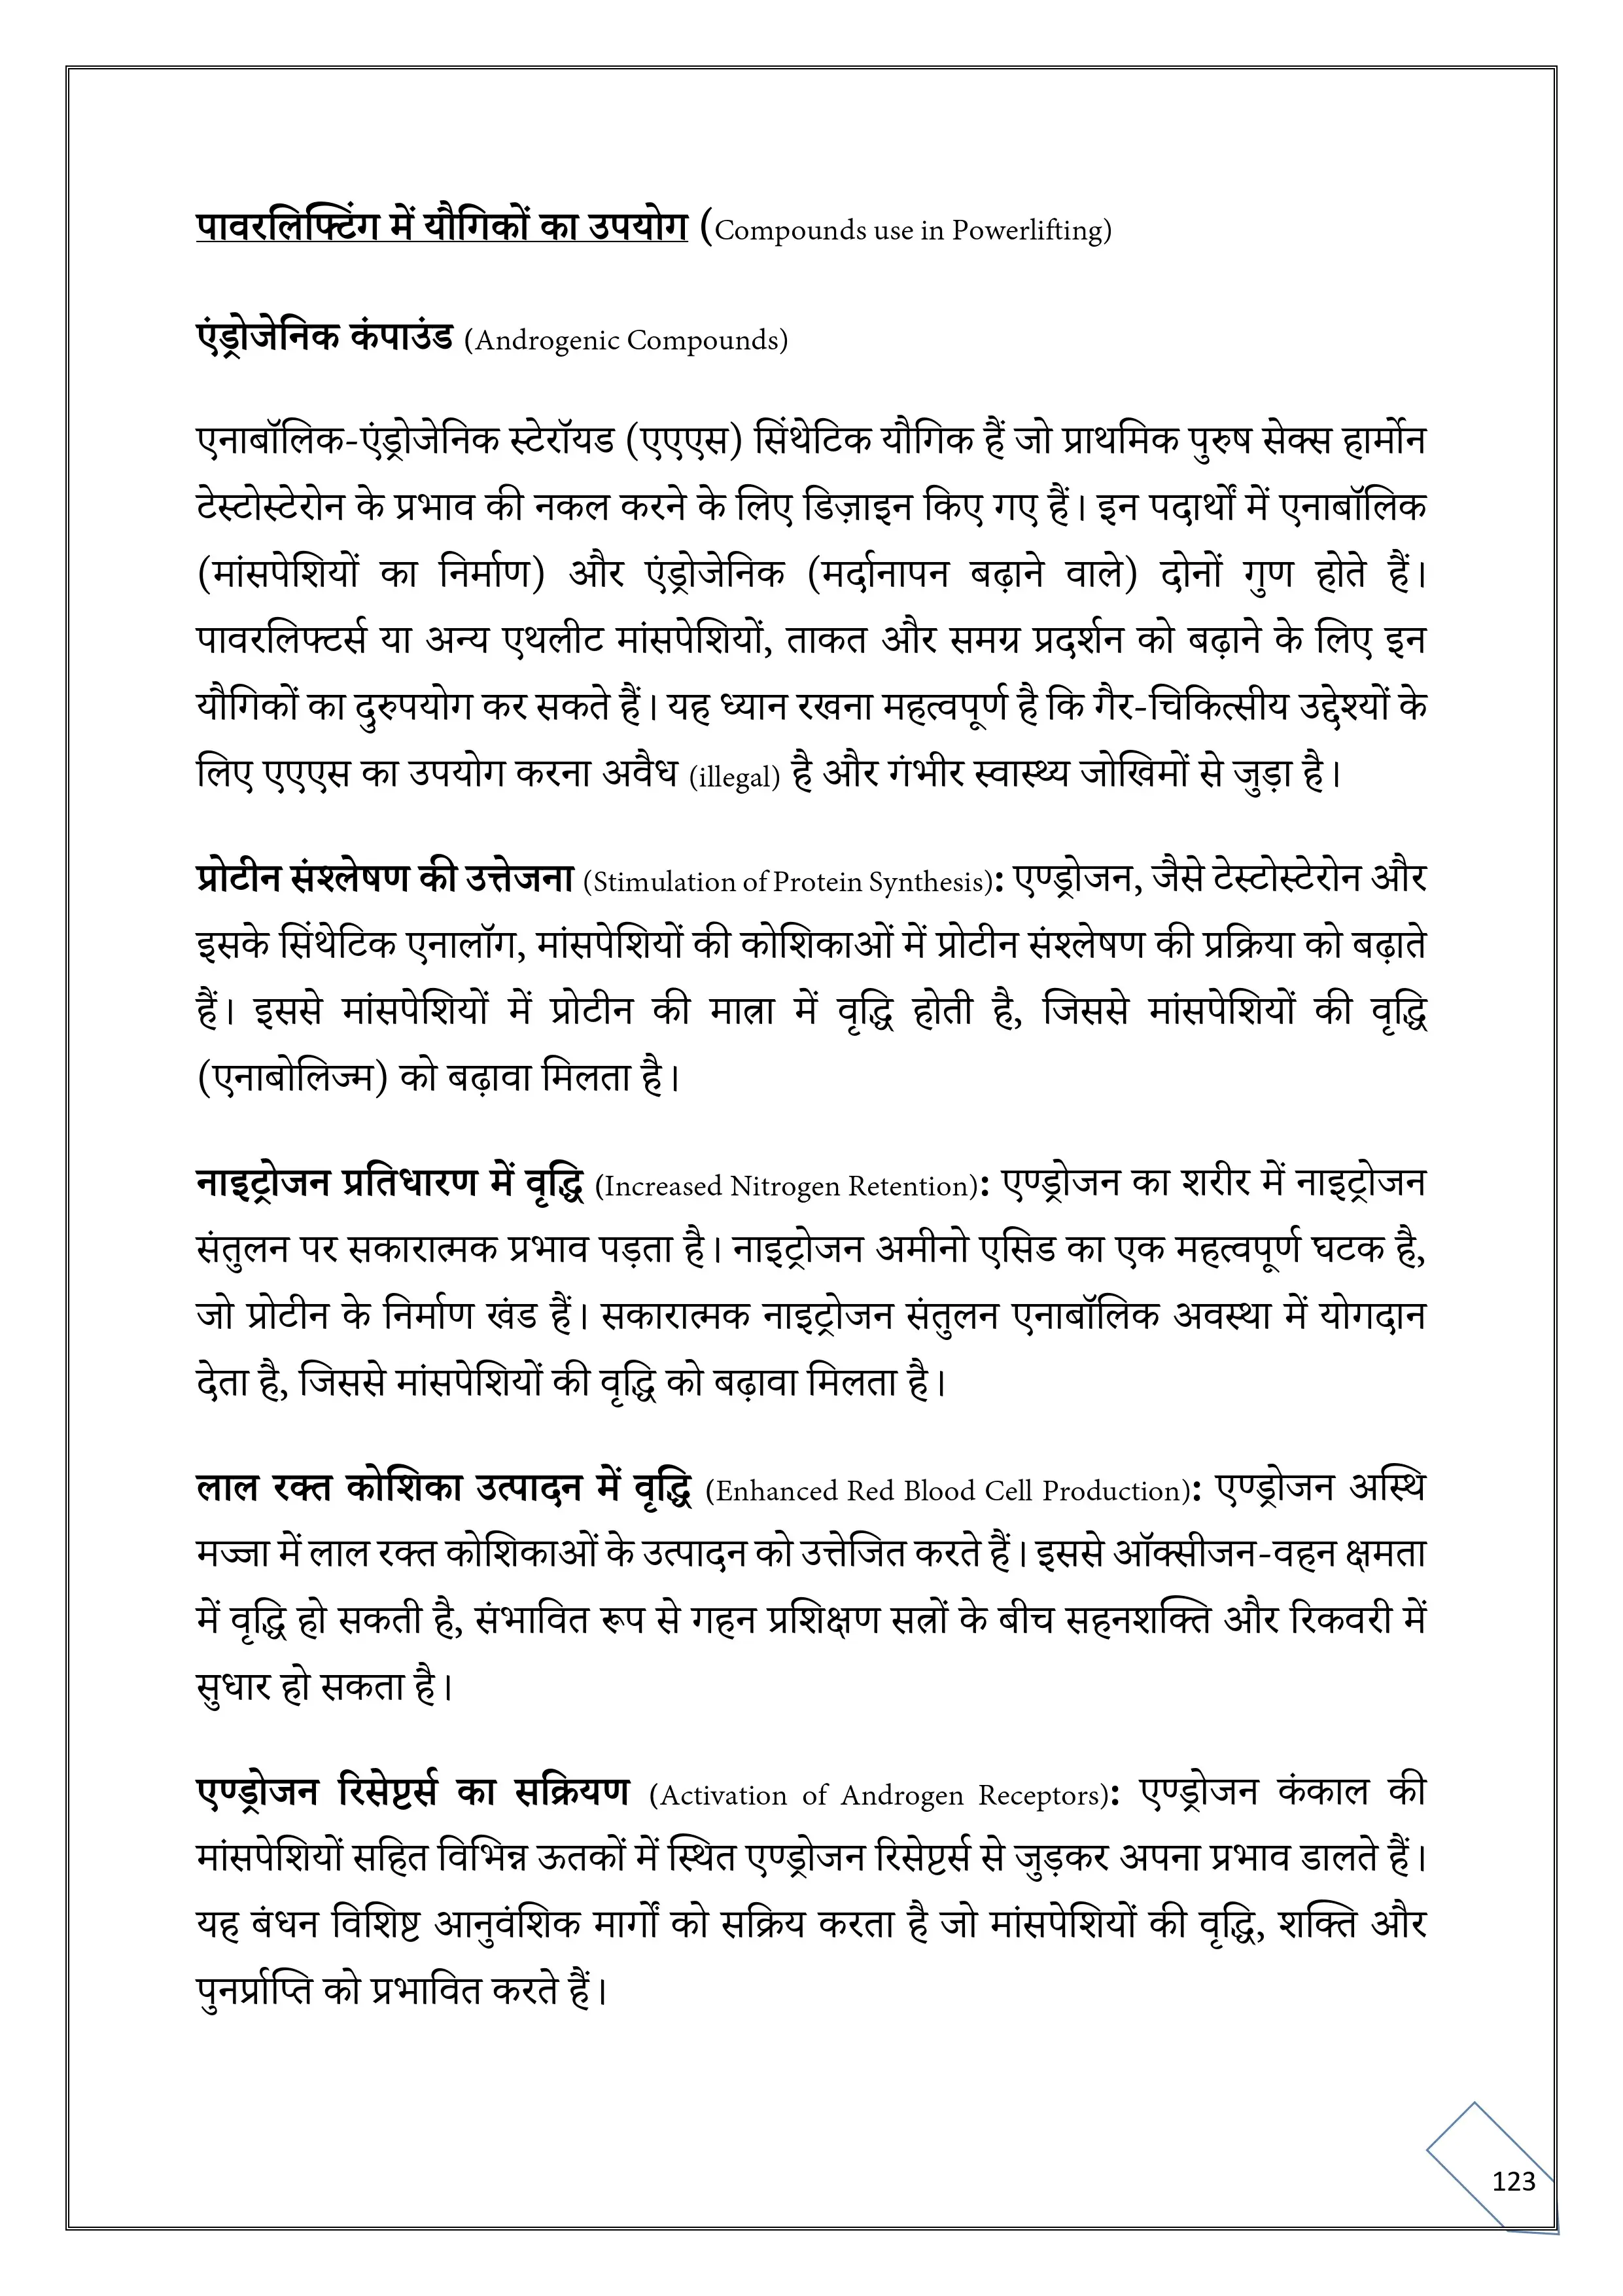 पावरलिफ्टिंग में यौगिकों का उपयोग (Compounds use in Powerlifting)
एंड्रोजेनिक कंपाउंड (Androgenic Compounds)
एनाबॉलिक-एंड्रोजेनिक स्टेरॉयड (एएएस) सिंथेटिक यौगिक हैं जो प्राथमिक पुरुष सेक्स हार्मोन
टेस्टोस्टेरोन के प्रभाव की नकल करने के लिए डिज़ाइन किए गए हैं। इन पदार्थों में एनाबॉलिक
(मांसपेशियों का निर्माण) और एंड्रोजेनिक (मर्दानापन बढ़ाने वाले) दोनों गुण होते हैं।
पावरलिफ्टर्स या अन्य एथलीट मांसपेशियों, ताकत और समग्र प्रदर्शन को बढ़ाने के लिए इन
यौगिकों का दुरुपयोग कर सकते हैं। यह ध्यान रखना महत्वपूर्ण है कि गैर-चिकित्सीय उद्देश्यों के
लिए एएएस का उपयोग करना अवैध (illegal) है और गंभीर स्वास्थ्य जोखिमों से जुड़ा है।
प्रोटीन संश्लेषण की उत्तेजना (Stimulation of Protein Synthesis): एण्ड्रोजन, जैसे टेस्टोस्टेरोन और
इसके सिंथेटिक एनालॉग, मांसपेशियों की कोशिकाओं में प्रोटीन संश्लेषण की प्रक्रिया को बढ़ाते
हैं। इससे मांसपेशियों में प्रोटीन की मात्रा में वृद्धि होती है, जिससे मांसपेशियों की वृद्धि
(एनाबोलिज्म) को बढ़ावा मिलता है।
नाइट्रोजन प्रतिधारण में वृद्धि (Increased Nitrogen Retention): एण्ड्रोजन का शरीर में नाइट्रोजन
संतुलन पर सकारात्मक प्रभाव पड़ता है। नाइट्रोजन अमीनो एसिड का एक महत्वपूर्ण घटक है,
जो प्रोटीन के निर्माण खंड हैं। सकारात्मक नाइट्रोजन संतुलन एनाबॉलिक अवस्था में योगदान
देता है, जिससे मांसपेशियों की वृद्धि को बढ़ावा मिलता है।
लाल रक्त कोशिका उत्पादन में वृद्धि (Enhanced Red Blood Cell Production): एण्ड्रोजन अस्थि
मज्जा में लाल रक्त कोशिकाओं के उत्पादन को उत्तेजित करते हैं। इससे ऑक्सीजन-वहन क्षमता
में वृद्धि हो सकती है, संभावित रूप से गहन प्रशिक्षण सत्रों के बीच सहनशक्ति और रिकवरी में
सुधार हो सकता है।
एण्ड्रोजन रिसेप्टर्स का सक्रियण (Activation of Androgen Receptors): एण्ड्रोजन कंकाल की
मांसपेशियों सहित विभिन्न ऊतकों में स्थित एण्ड्रोजन रिसेप्टर्स से जुड़कर अपना प्रभाव डालते हैं।
यह बंधन विशिष्ट आनुवंशिक मार्गों को सक्रिय करता है जो मांसपेशियों की वृद्धि, शक्ति और
पुनर्प्राप्ति को प्रभावित करते हैं।
123